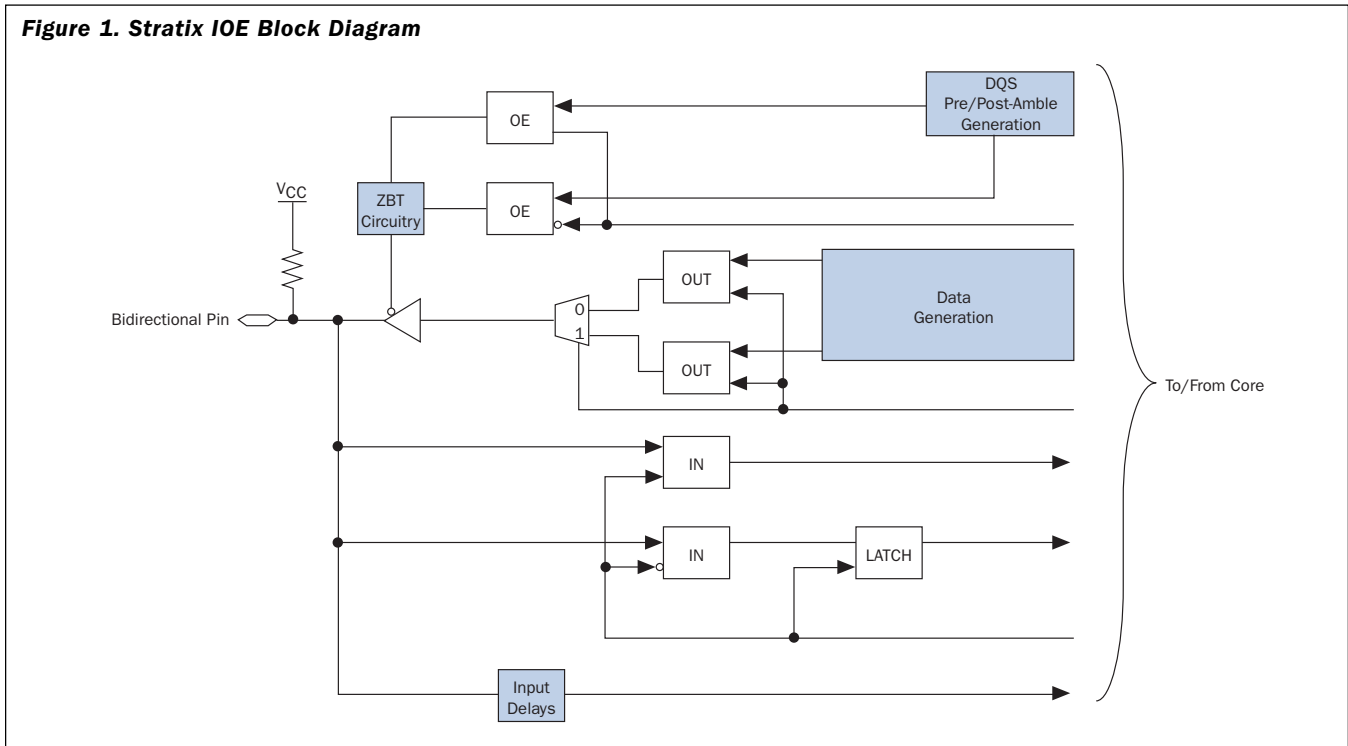 Figure 1. Stratix IOE Block Diagram
DQS
Pre/Post-Amble
Generation
OE
VCC
ZBT
Circuitry
OE
OUT
Data
Generation
0
1
Bidirectional Pin
OUT
To/From Core
IN
IN
LATCH
Input
Delays